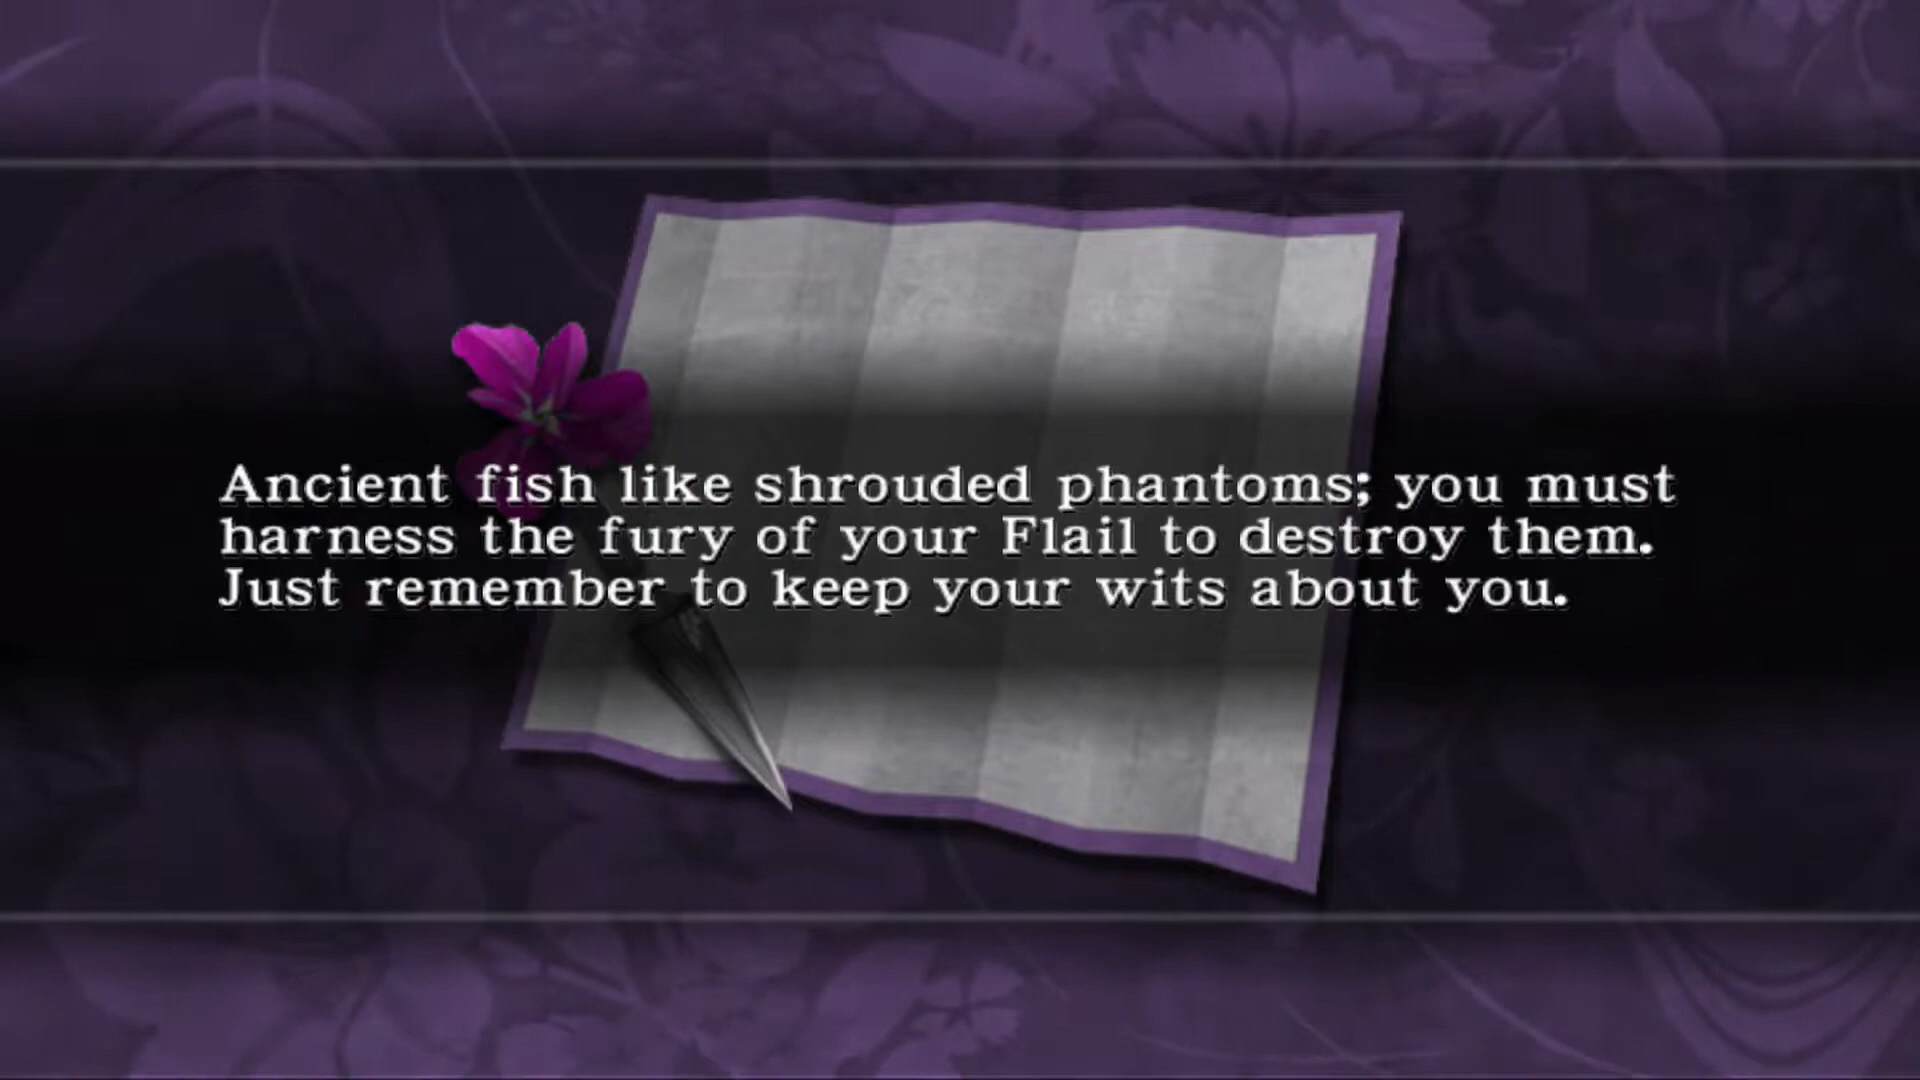 Ancient fish like shrouded phantoms; you must
harness the fury of your Flail to destroy them.
Just remember to keep your wits about you.